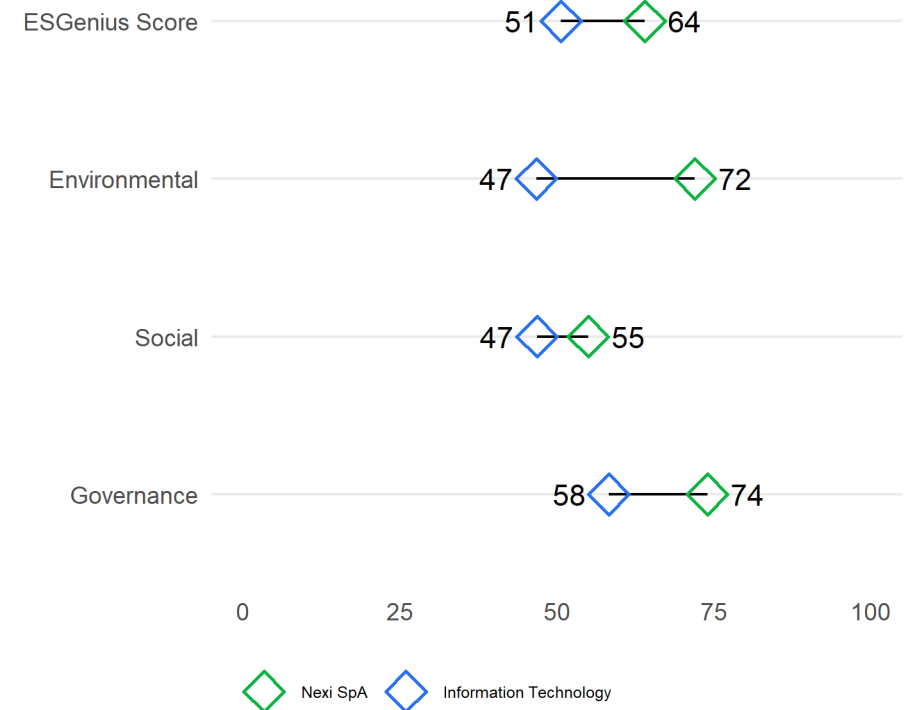 ESGenius Score 51 64
Environmental 47 72
Social 47 55
Governance 58 74
0 25 50 75 100
Nexi SpA Information Technology